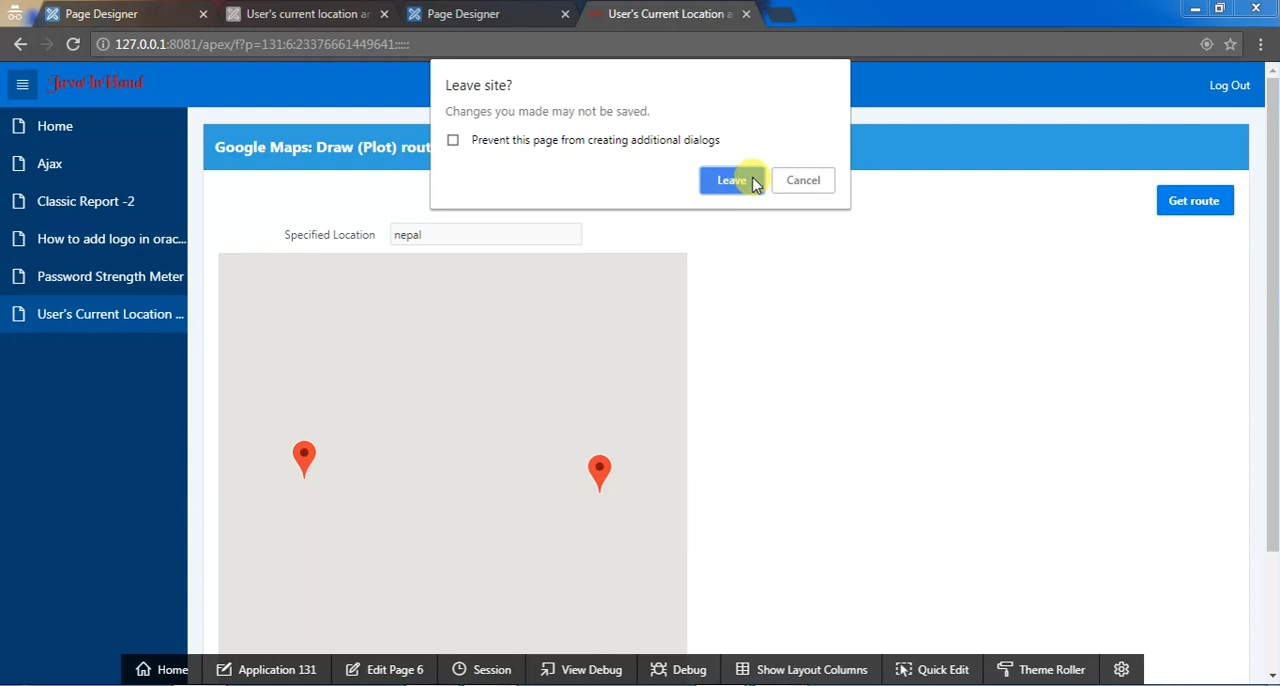 Page Designer
User's current location ar
Page Designer
User's Current Location a
127.0.0.1:8081/apex/f?p=131:6:23376661449641:::::
JavaInHand
Log Out
Leave site?
Changes you made may not be saved.
Prevent this page from creating additional dialogs
Leave
Cancel
Home
Ajax
Classic Report -2
How to add logo in orac...
Password Strength Meter
User's Current Location ...
Google Maps: Draw (Plot) rout
Get route
Specified Location nepal
Home
Application 131
Edit Page 6
Session
View Debug
Debug
Show Layout Columns
Quick Edit
Theme Roller